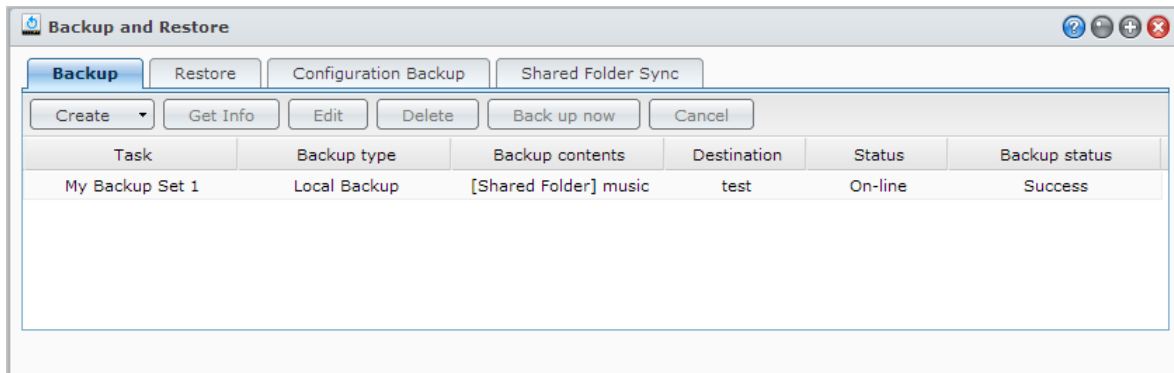 Backup and Restore
Backup Restore Configuration Backup Shared Folder Sync
Create Get Info Edit Delete Back up now Cancel
Task Backup type Backup contents Destination Status Backup status
My Backup Set 1 Local Backup [Shared Folder] music test On-line Success